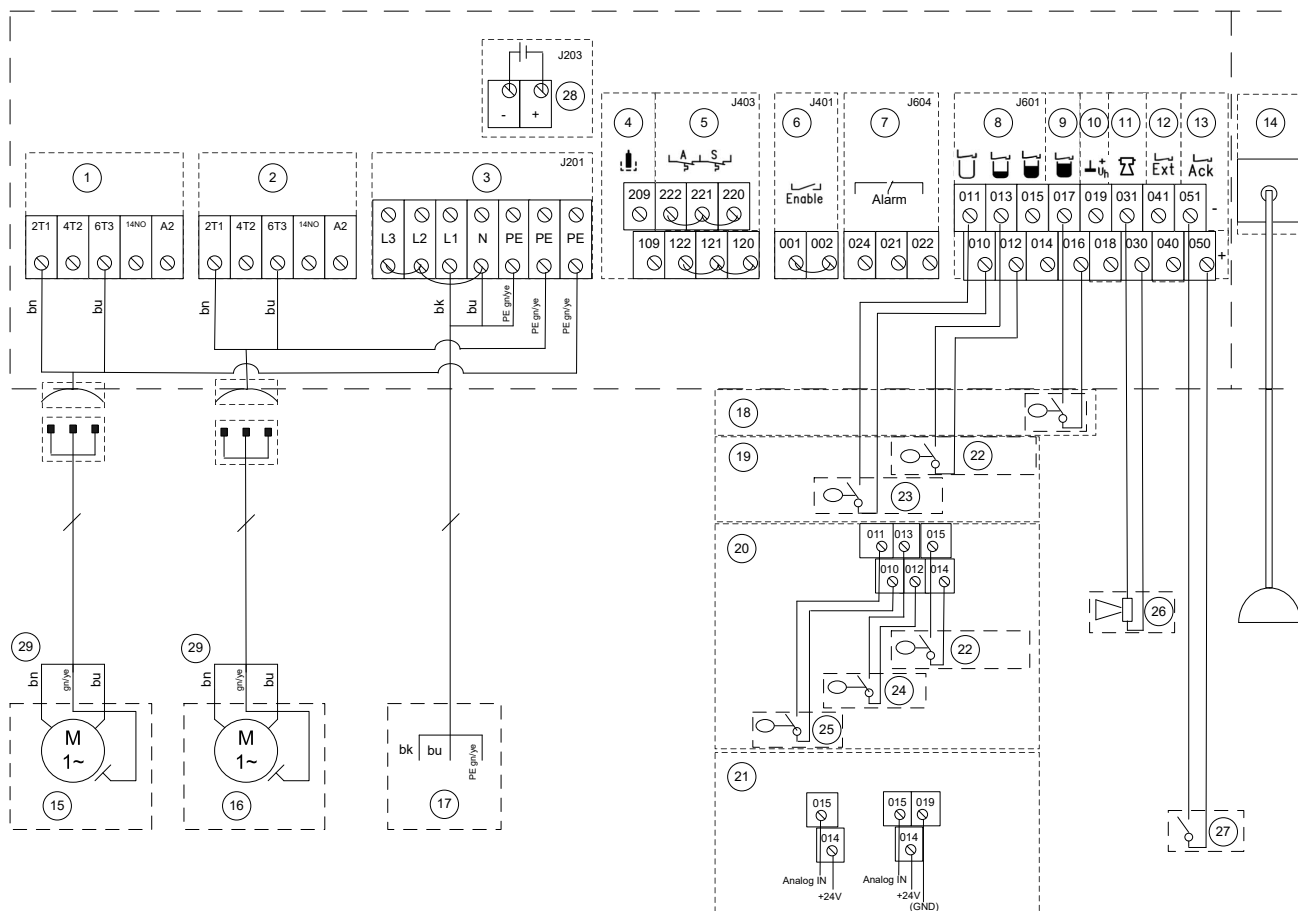 J203
28
- +
J403 J401 J604 J601
4 5 6 7 8 9 10 11 12 13 14
A S
Enable
Alarm
+
Uh
Ext
Ack
1 2 3
J201
209 222 221 220
109 122 121 120
001 002
024 021 022
011 013 015 017 019 031 041 051 -
010 012 014 016 018 030 040 050 +
2T1 4T2 6T3 14NO A2
2T1 4T2 6T3 14NO A2
L3 L2 L1 N PE PE PE
bn bu
bn bu
bk bu PE gn/ye PE gn/ye PE gn/ye
18
19
22
23
20
011 013 015
010 012 014
22
24
25
26
27
29
bn gn/ye bu
M
1~
15
29
bn gn/ye bu
M
1~
16
bk bu PE gn/ye
17
21
015
014
Analog IN
+24V
015 019
014
Analog IN
+24V
(GND)